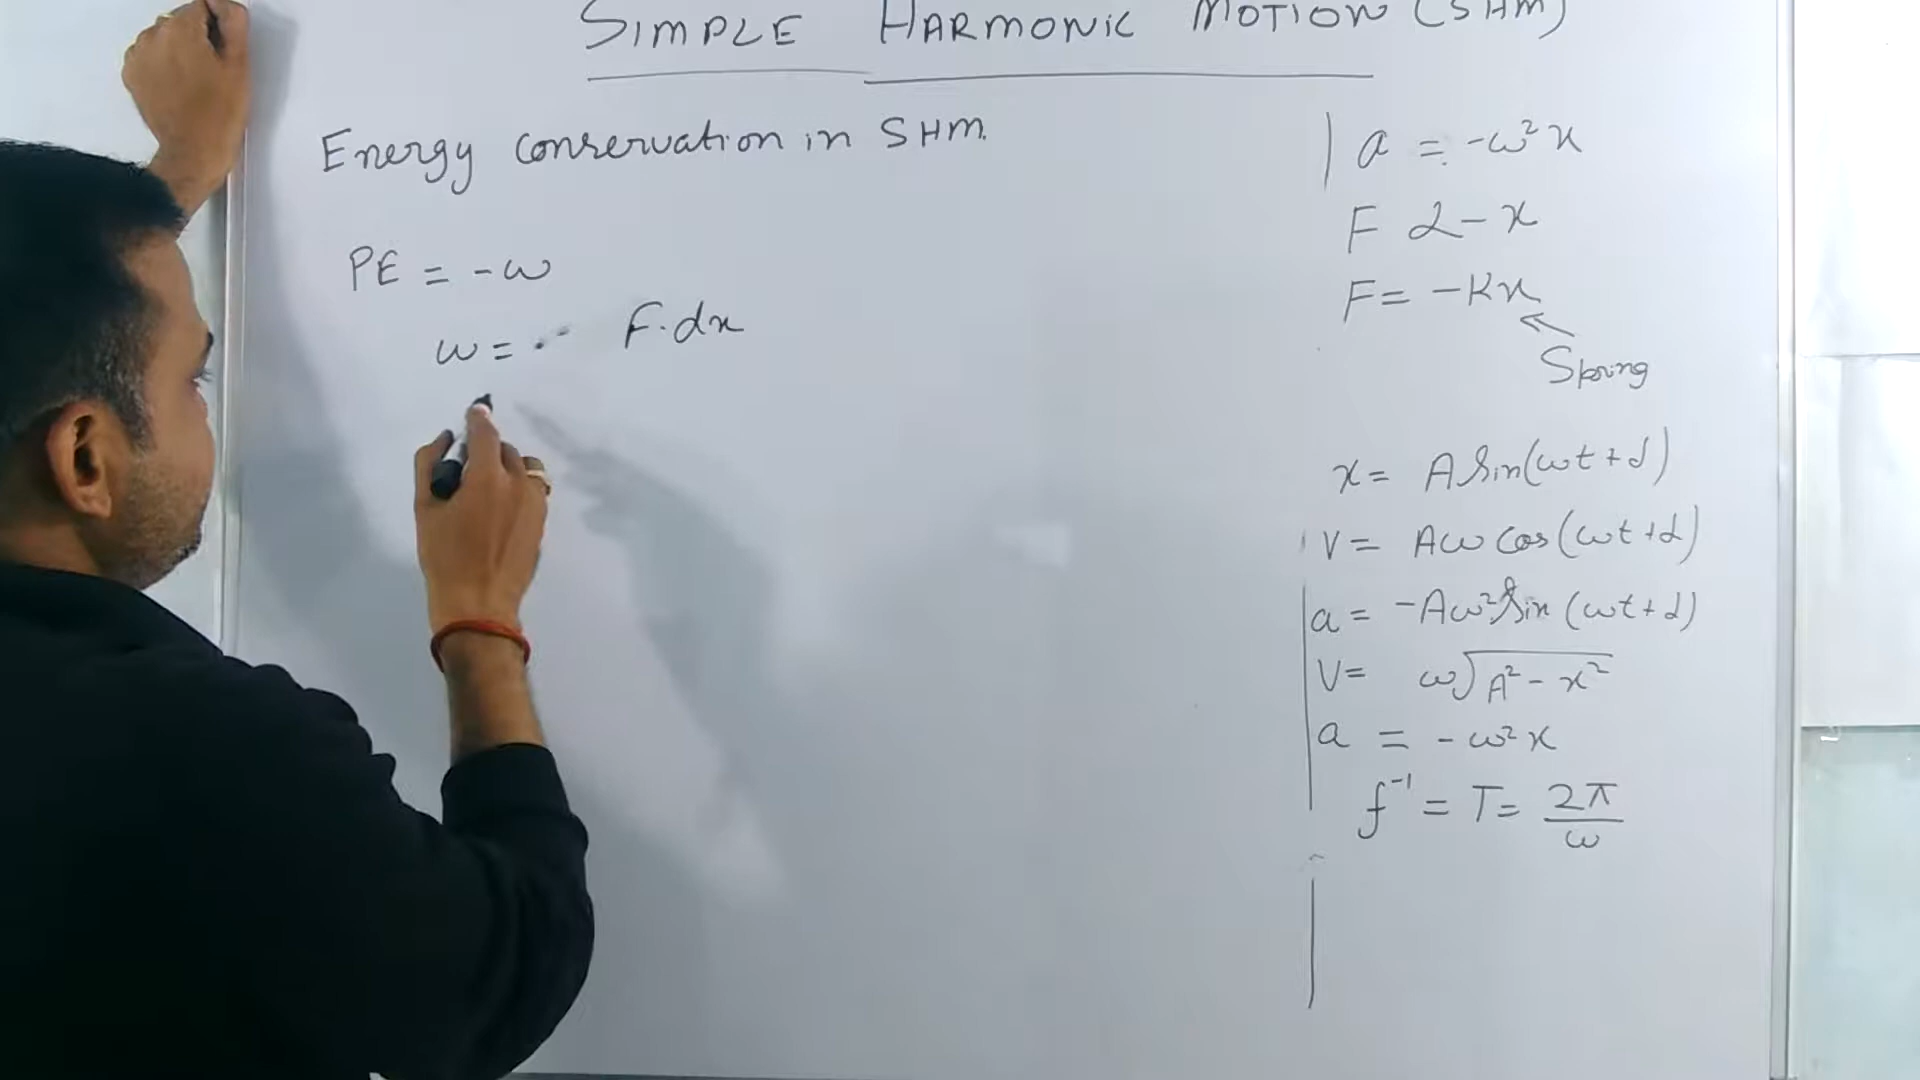 SIMPLE HARMONIC MOTION (SHM)
Energy conservation in SHM.
PE = -w
w = F.dx
a = -ω²x
F α - x
F = -Kx
Spring
x = A Sin(ωt + d)
V = Aω Cos(ωt + d)
a = -Aω² Sin (ωt + d)
V = ω√A² - x²
a = - ω² x
f⁻¹ = T = 2π/ω